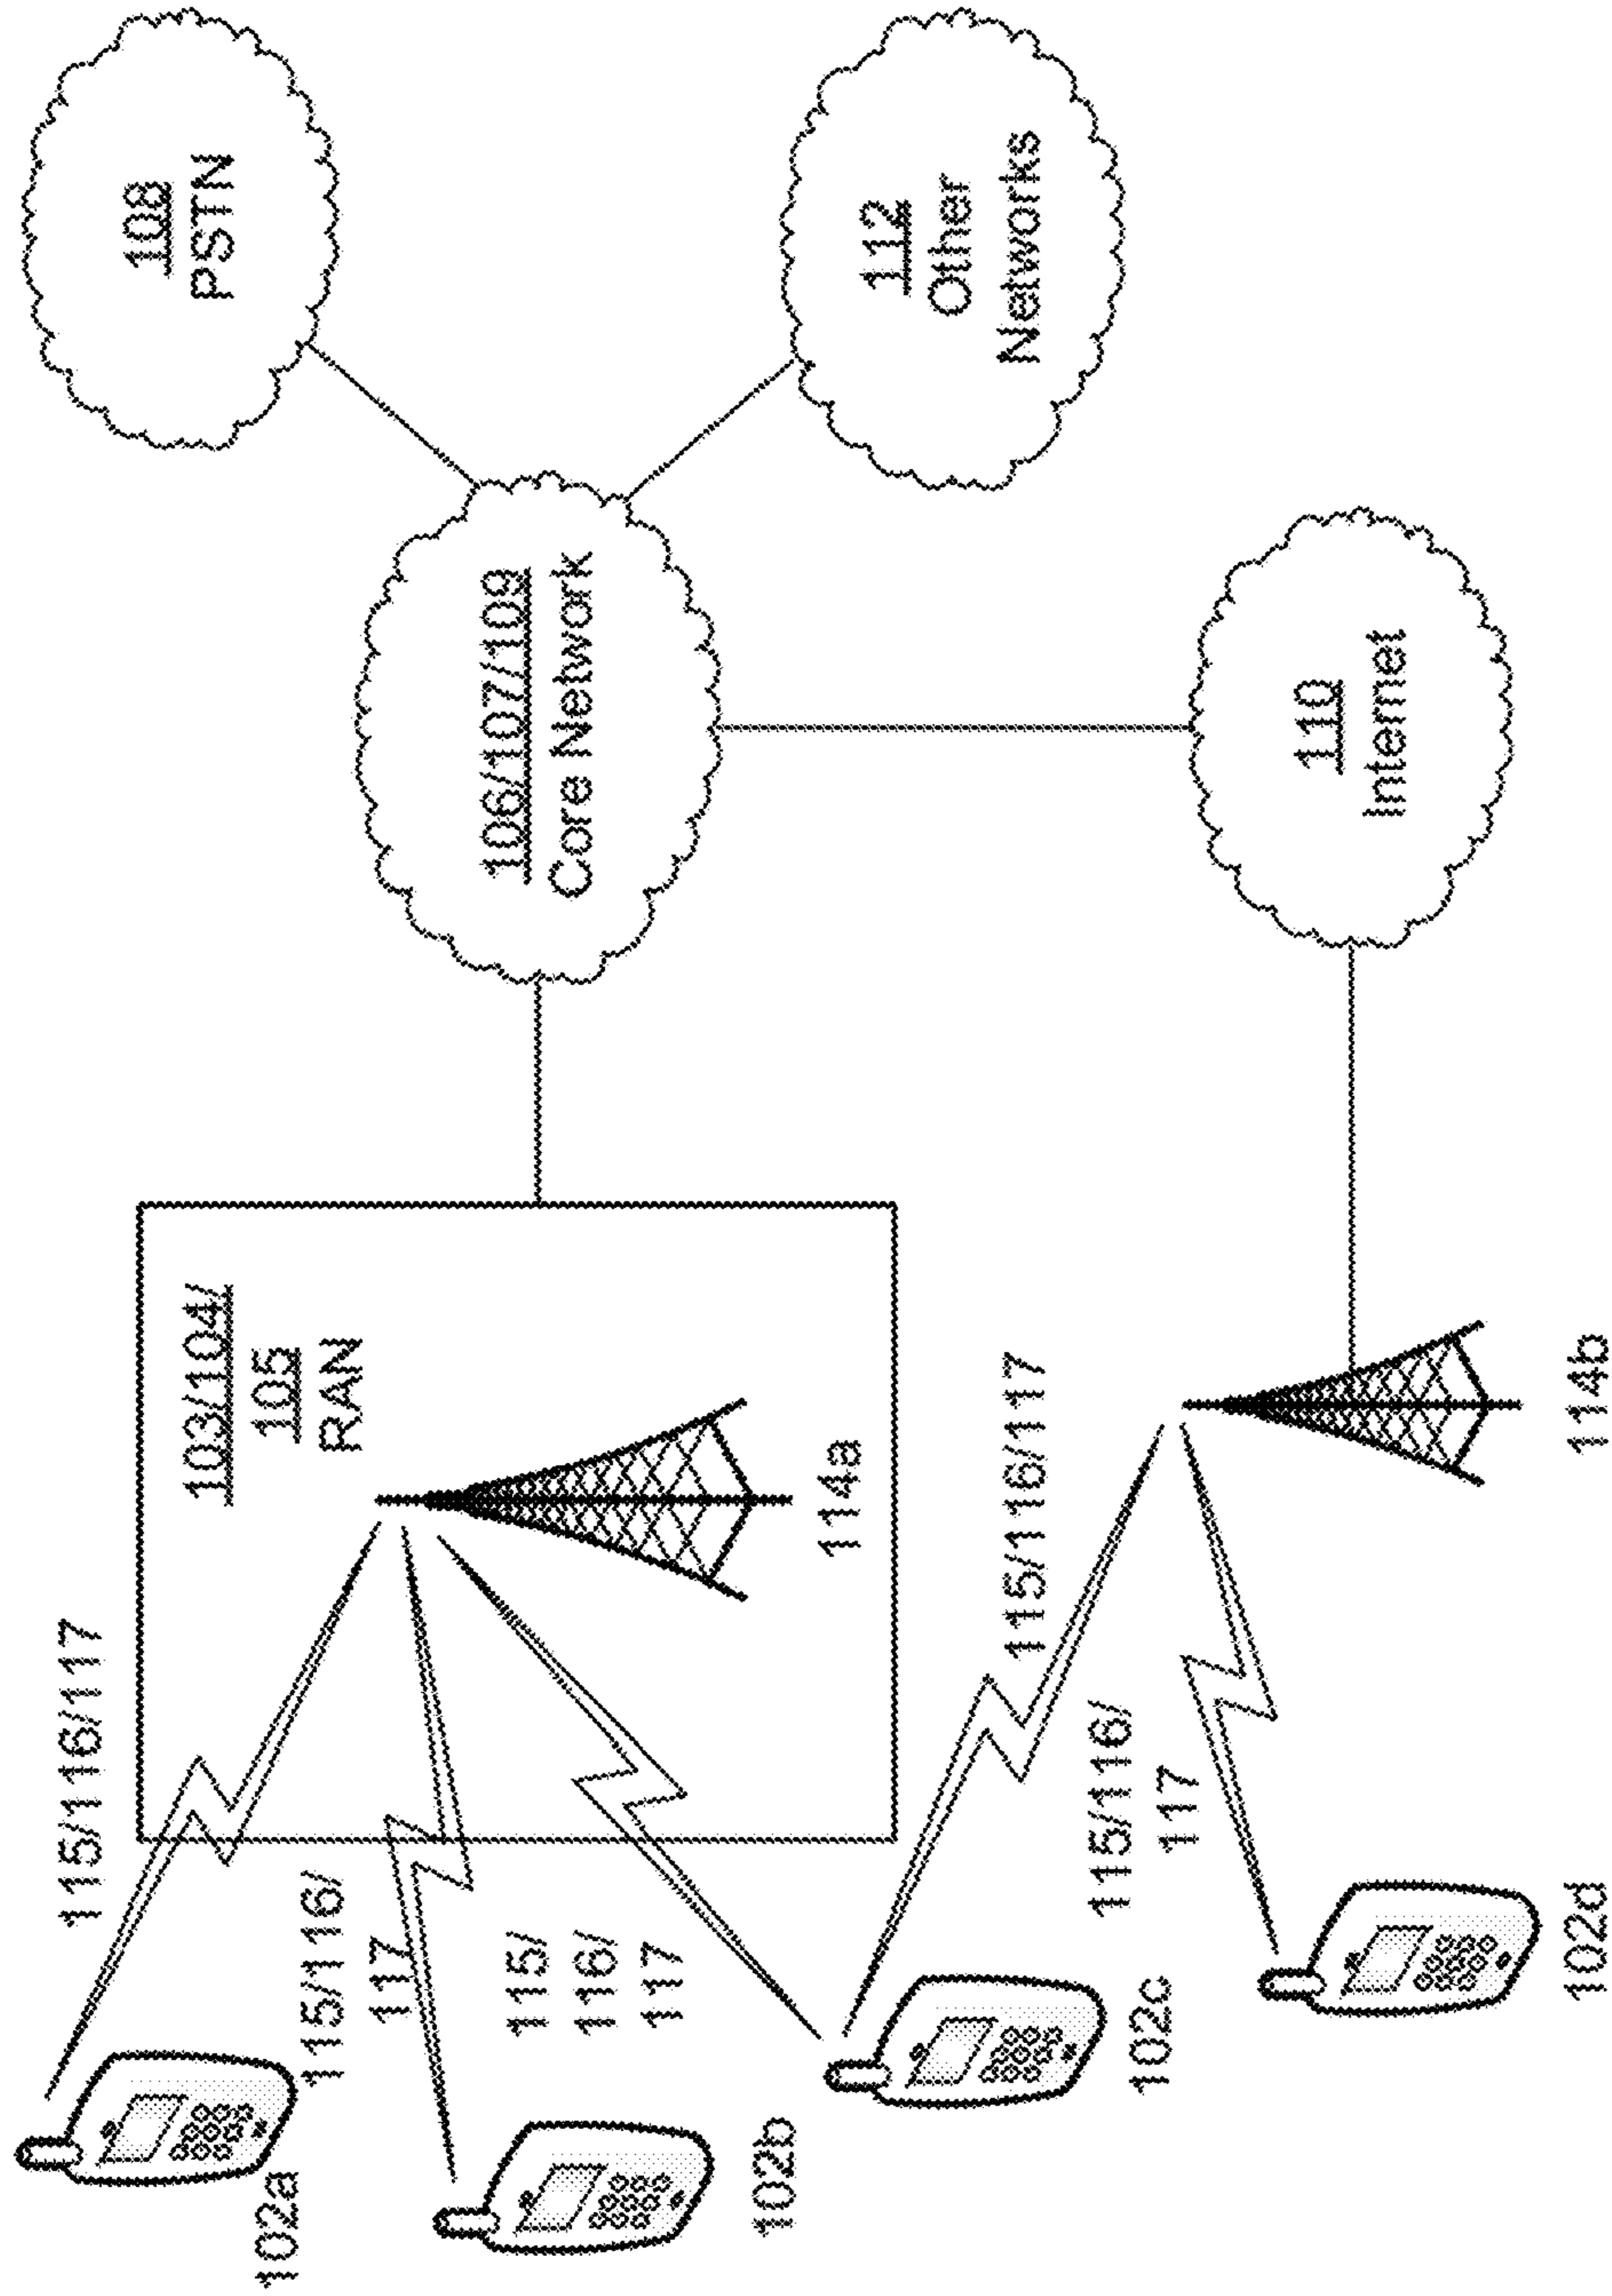 115/116/117
102a
103/104/
105
RAN
115/116/
117
102b
115/
116/
117
114a
102c
115/116/117
115/116/
117
102d
114b
106/107/109
Core Network
108
PSTN
112
Other
Networks
110
Internet